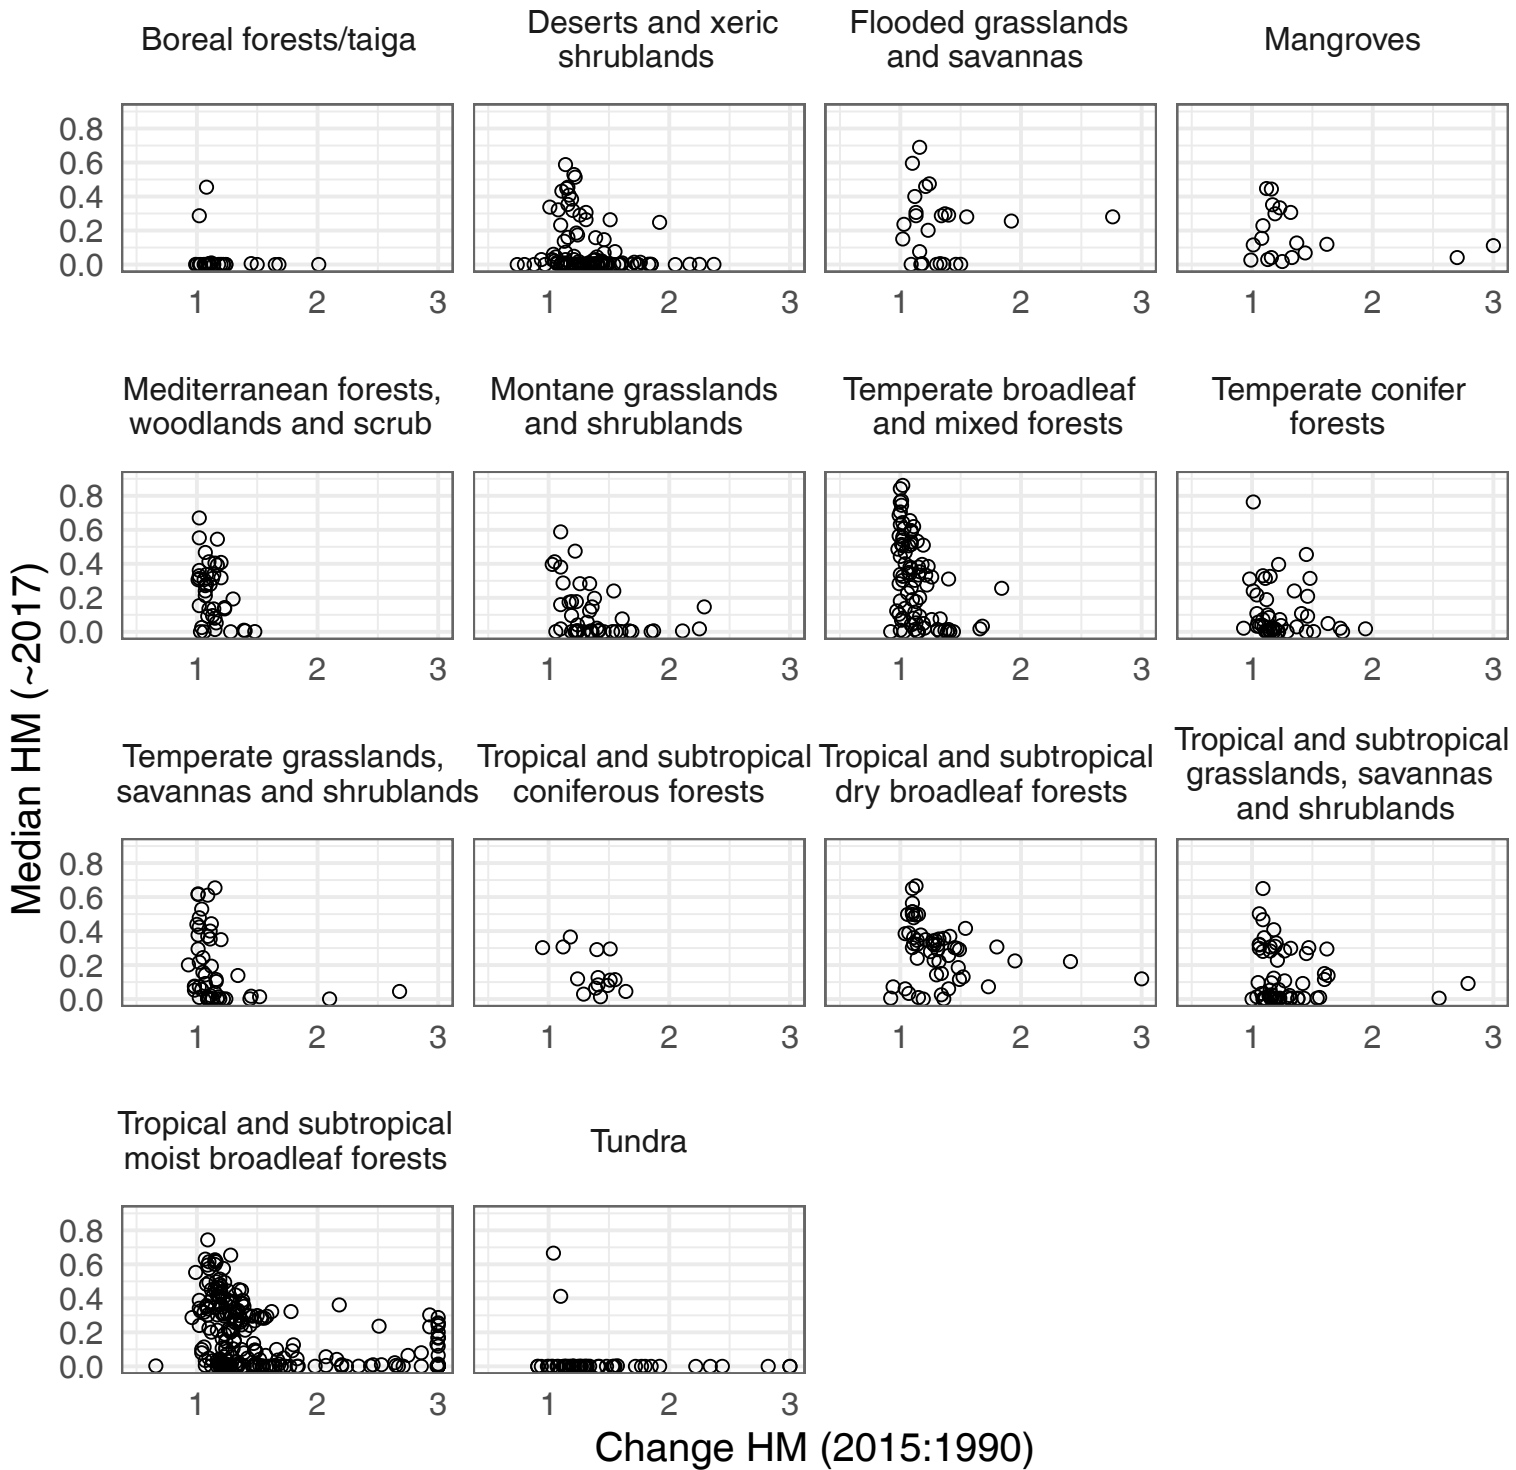 Boreal forests/taiga
Deserts and xeric
shrublands
Flooded grasslands
and savannas
Mangroves
0.8
0.6
0.4
0.2
0.0
1 2 3
1 2 3
1 2 3
1 2 3
Mediterranean forests,
woodlands and scrub
Montane grasslands
and shrublands
Temperate broadleaf
and mixed forests
Temperate conifer
forests
0.8
0.6
0.4
0.2
0.0
1 2 3
1 2 3
1 2 3
1 2 3
Median HM (~2017)
Temperate grasslands,
savannas and shrublands
Tropical and subtropical
coniferous forests
Tropical and subtropical
dry broadleaf forests
Tropical and subtropical
grasslands, savannas
and shrublands
0.8
0.6
0.4
0.2
0.0
1 2 3
1 2 3
1 2 3
1 2 3
Tropical and subtropical
moist broadleaf forests
Tundra
0.8
0.6
0.4
0.2
0.0
1 2 3
1 2 3
Change HM (2015:1990)